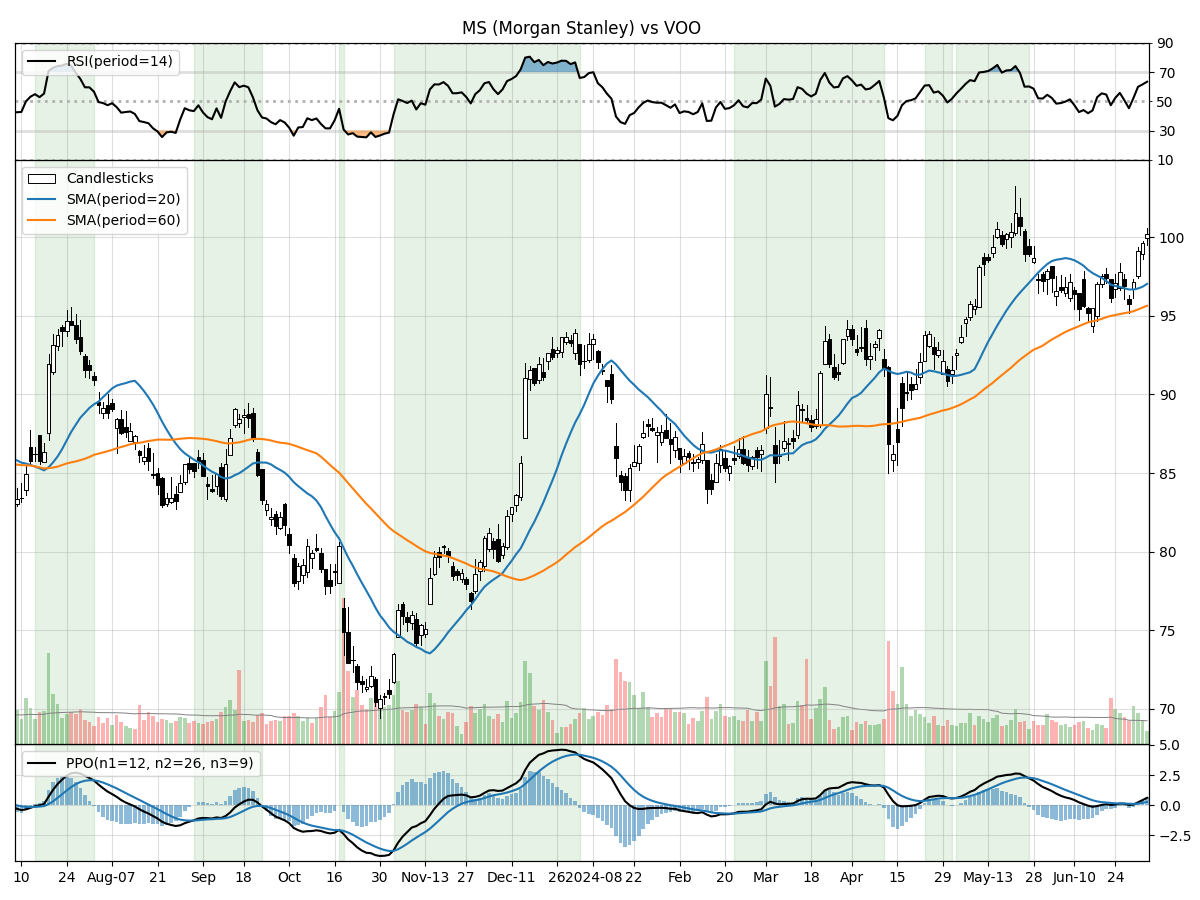 MS (Morgan Stanley) vs VOO
RSI(period=14)
90
70
50
30
10
Candlesticks
SMA(period=20)
SMA(period=60)
100
95
90
85
80
75
70
PPO(n1=12, n2=26, n3=9)
5.0
2.5
0.0
−2.5
10 24 Aug-07 21 Sep 18 Oct 16 30 Nov-13 27 Dec-11 26 2024-08 22 Feb 20 Mar 18 Apr 15 29 May-13 28 Jun-10 24